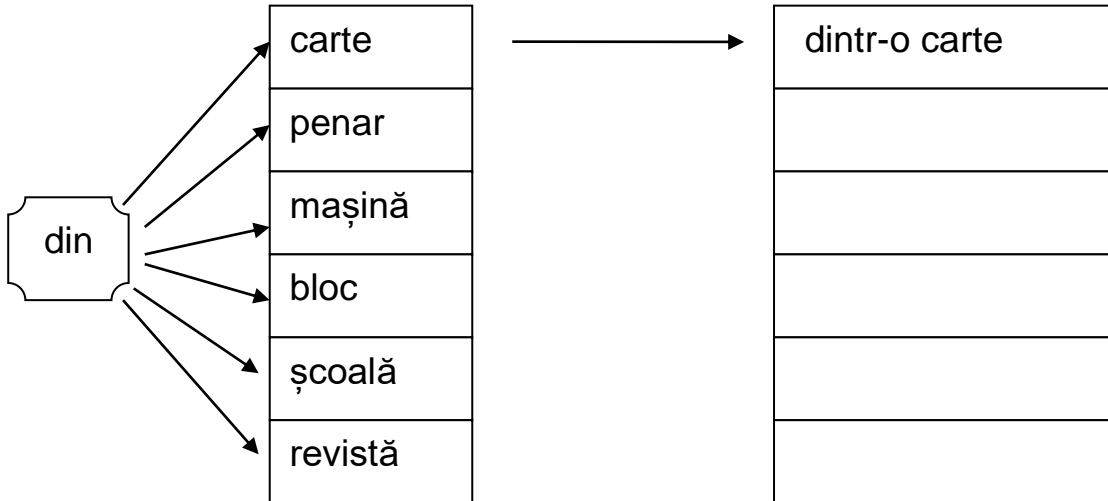 carte
dintr-o carte
penar
mașină
din
bloc
școală
revistă